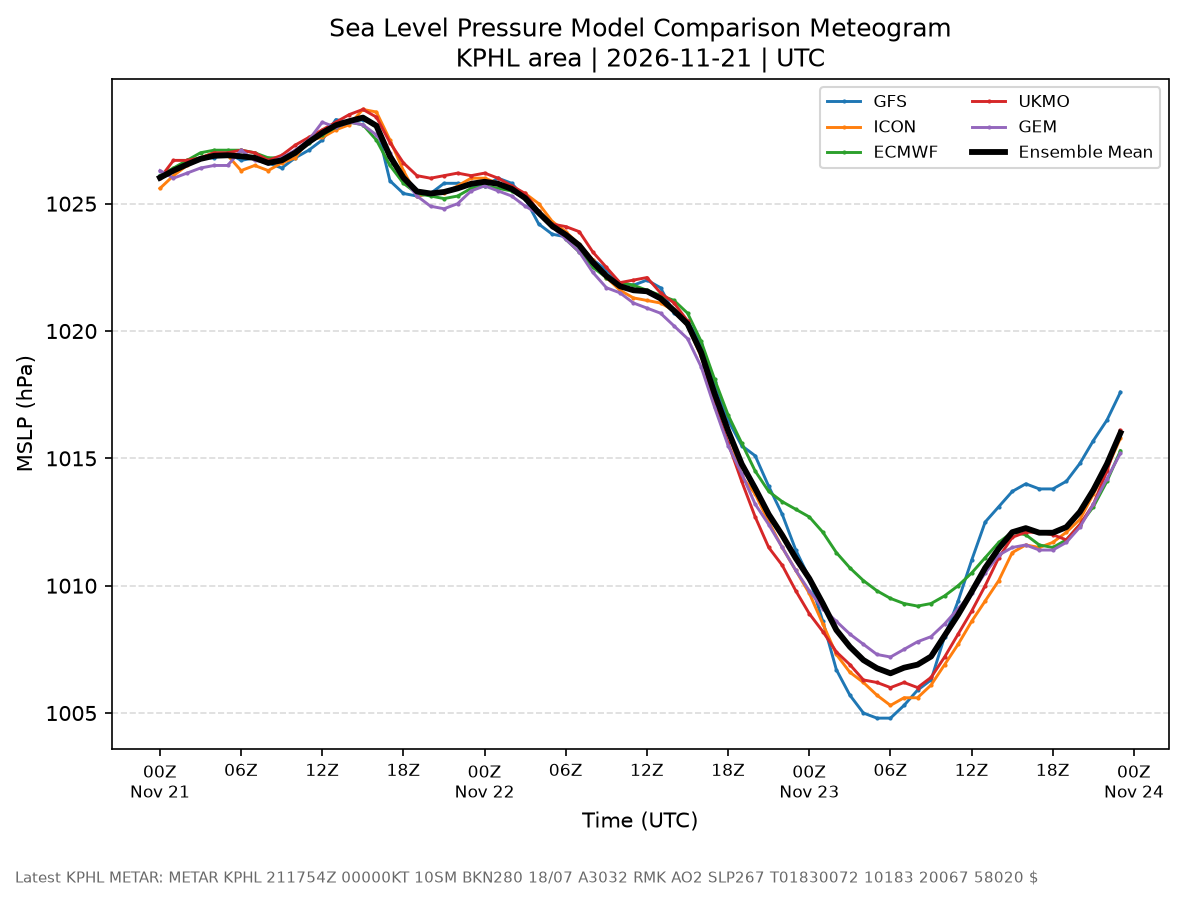 Sea Level Pressure Model Comparison Meteogram
KPHL area | 2026-11-21 | UTC
GFS
ICON
ECMWF
UKMO
GEM
Ensemble Mean
MSLP (hPa)
1025
1020
1015
1010
1005
00Z 06Z 12Z 18Z 00Z 06Z 12Z 18Z 00Z 06Z 12Z 18Z 00Z
Nov 21 Nov 22 Nov 23 Nov 24
Time (UTC)
Latest KPHL METAR: METAR KPHL 211754Z 00000KT 10SM BKN280 18/07 A3032 RMK AO2 SLP267 T01830072 10183 20067 58020 $